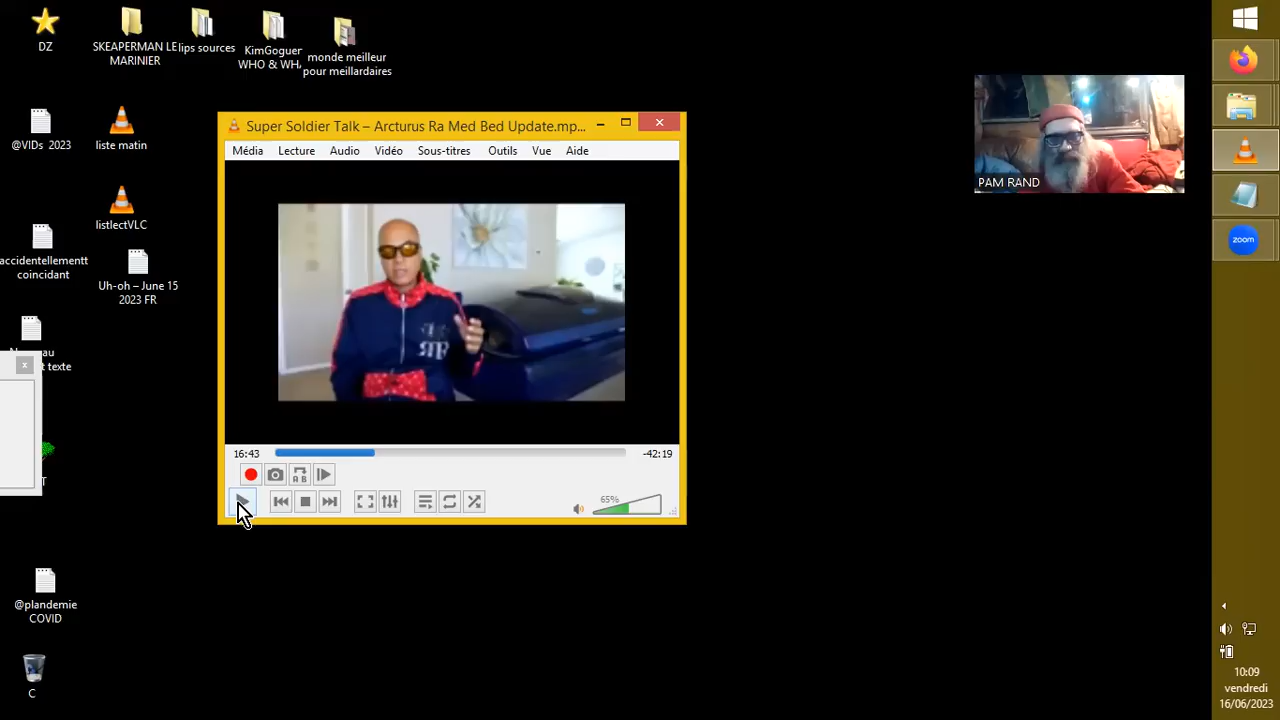 DZ
SKEAPERMAN LE
MARINIER
lips sources
KimGoguer
WHO & WH
monde meilleur
pour meillardaires
@VIDs 2023
liste matin
listlectVLC
accidentellementt
coincidant
Uh-oh – June 15
2023 FR
t texte
x
T
@plandemie
COVID
C
Super Soldier Talk – Arcturus Ra Med Bed Update.mp...
Média Lecture Audio Vidéo Sous-titres Outils Vue Aide
16:43
-42:19
A B
65%
PAM RAND
zoom
10:09
vendredi
16/06/2023